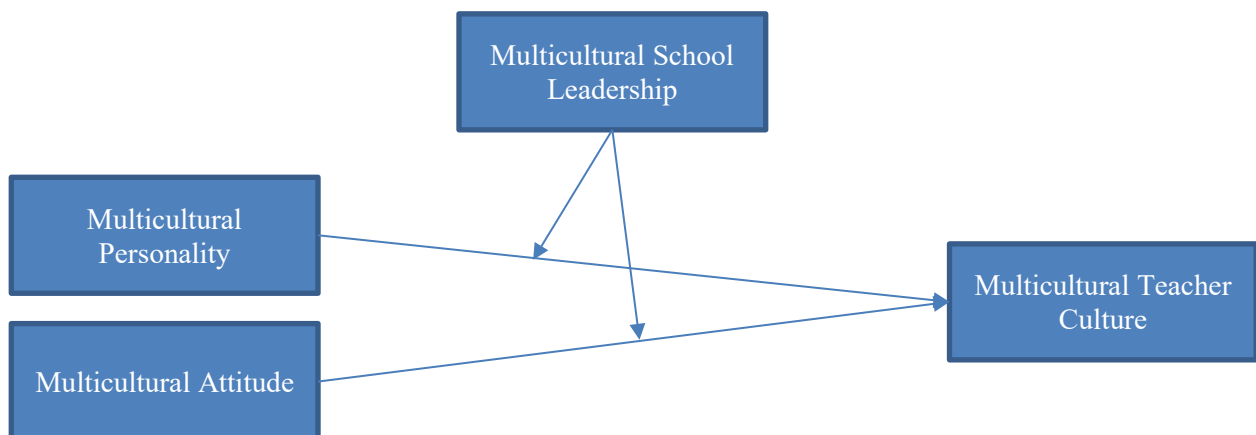 Multicultural School
Leadership
Multicultural
Personality
Multicultural Teacher
Culture
Multicultural Attitude